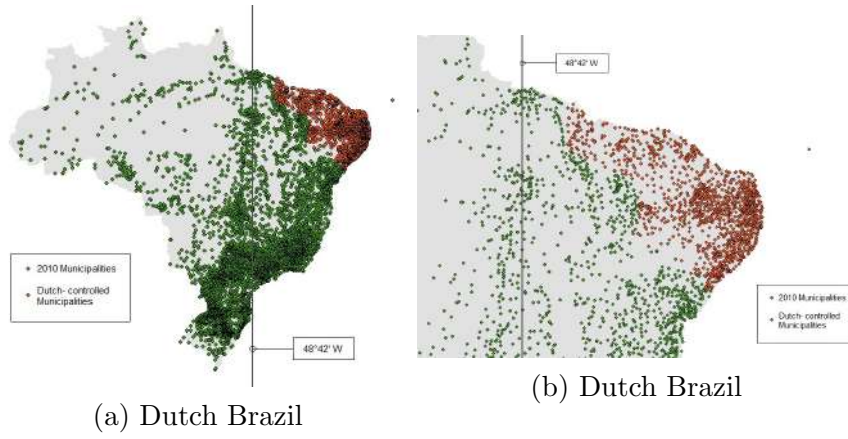 48°42' W
2010 Municipalities
Dutch- controlled
Municipalities
48°42' W
2010 Municipalities
Dutch- controlled
Municipalities
(a) Dutch Brazil
(b) Dutch Brazil